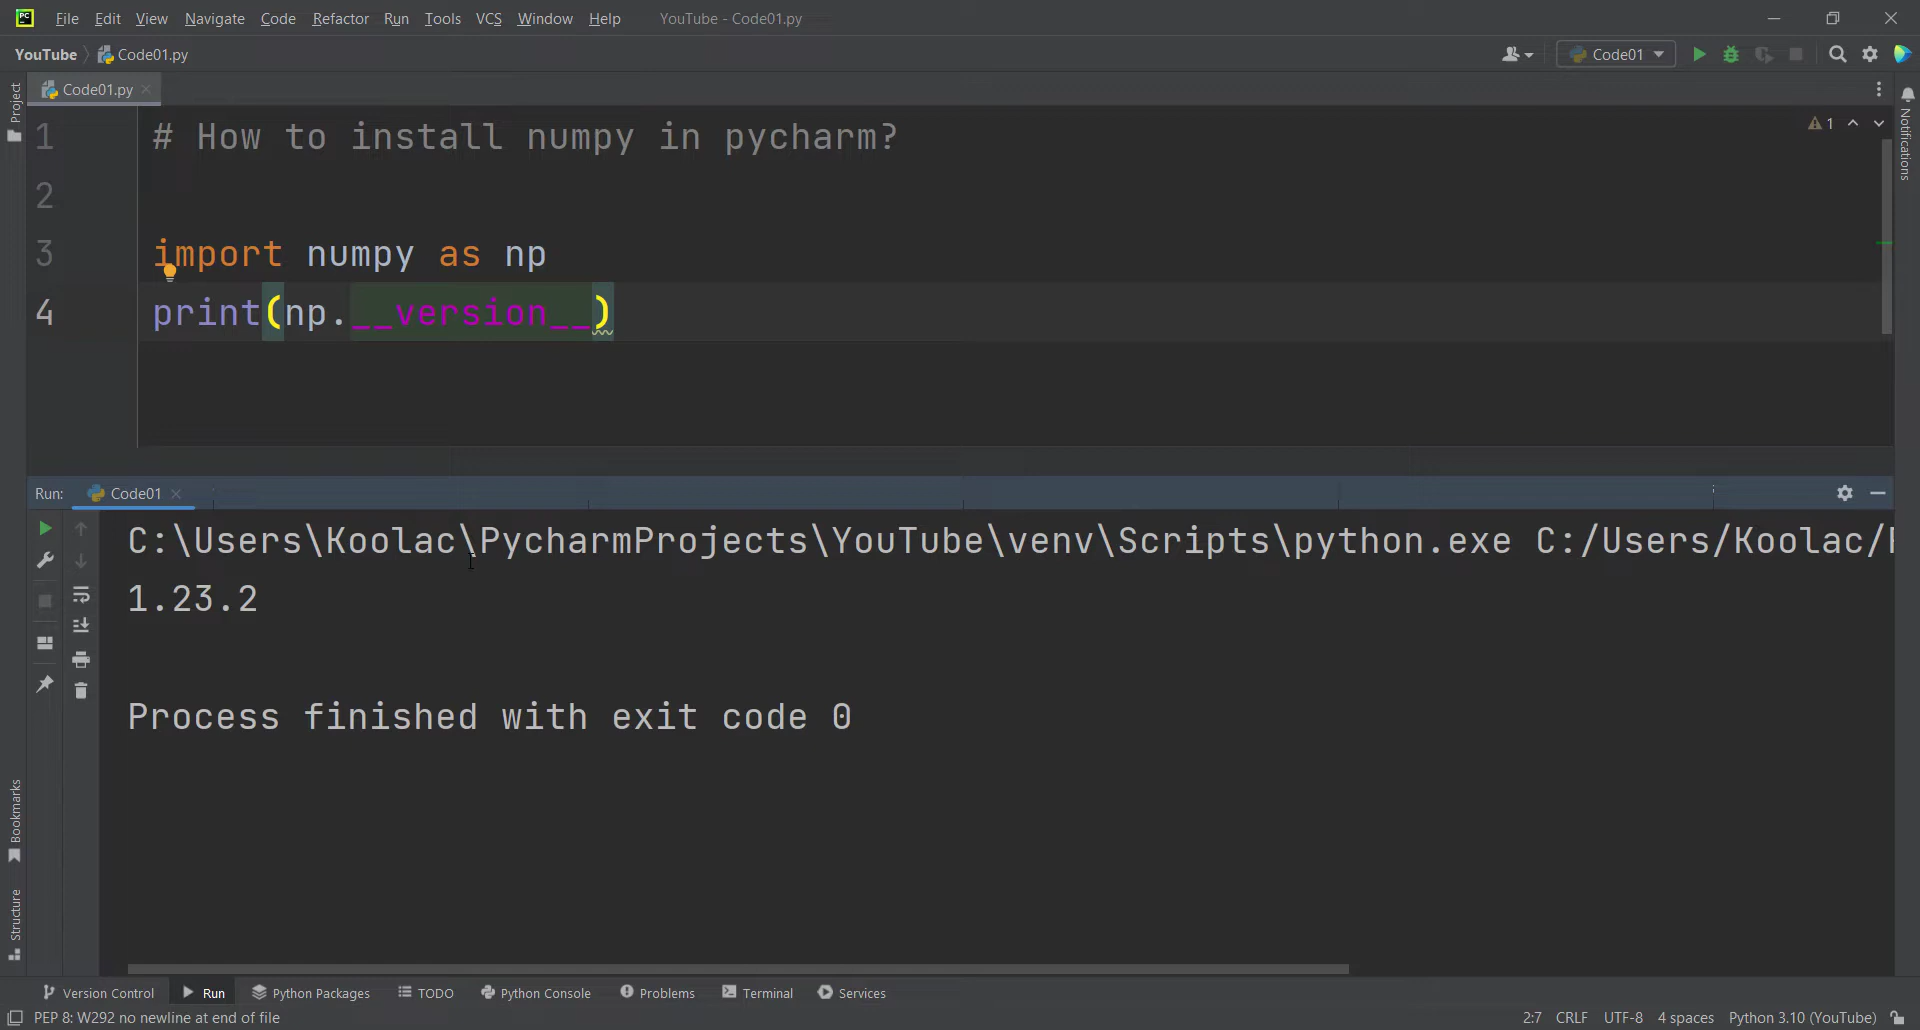 File Edit View Navigate Code Refactor Run Tools VCS Window Help YouTube - Code01.py
YouTube Code01.py Code01
Code01.py
Project
Notifications
1 # How to install numpy in pycharm? 1
2
3 import numpy as np
4 print(np.__version__)
Run: Code01
C:\Users\Koolac\PycharmProjects\YouTube\venv\Scripts\python.exe C:/Users/Koolac/
1.23.2
Process finished with exit code 0
Bookmarks
Structure
Version Control Run Python Packages TODO Python Console Problems Terminal Services
PEP 8: W292 no newline at end of file 2:7 CRLF UTF-8 4 spaces Python 3.10 (YouTube)